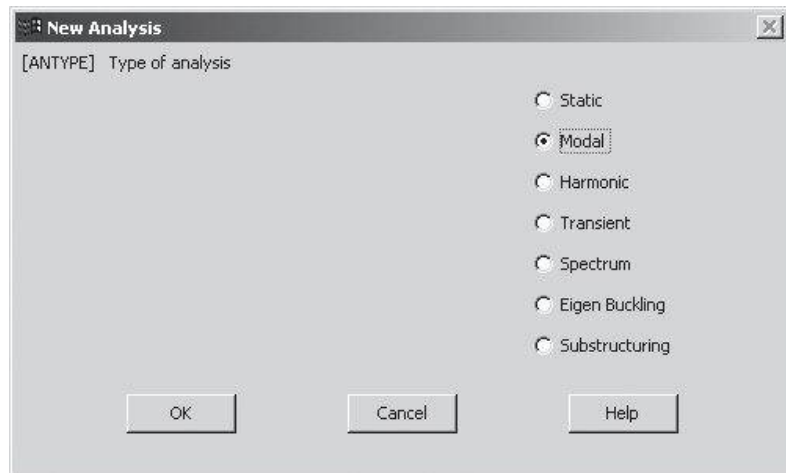 New Analysis
[ANTYPE] Type of analysis
Static
Modal
Harmonic
Transient
Spectrum
Eigen Buckling
Substructuring
OK Cancel Help